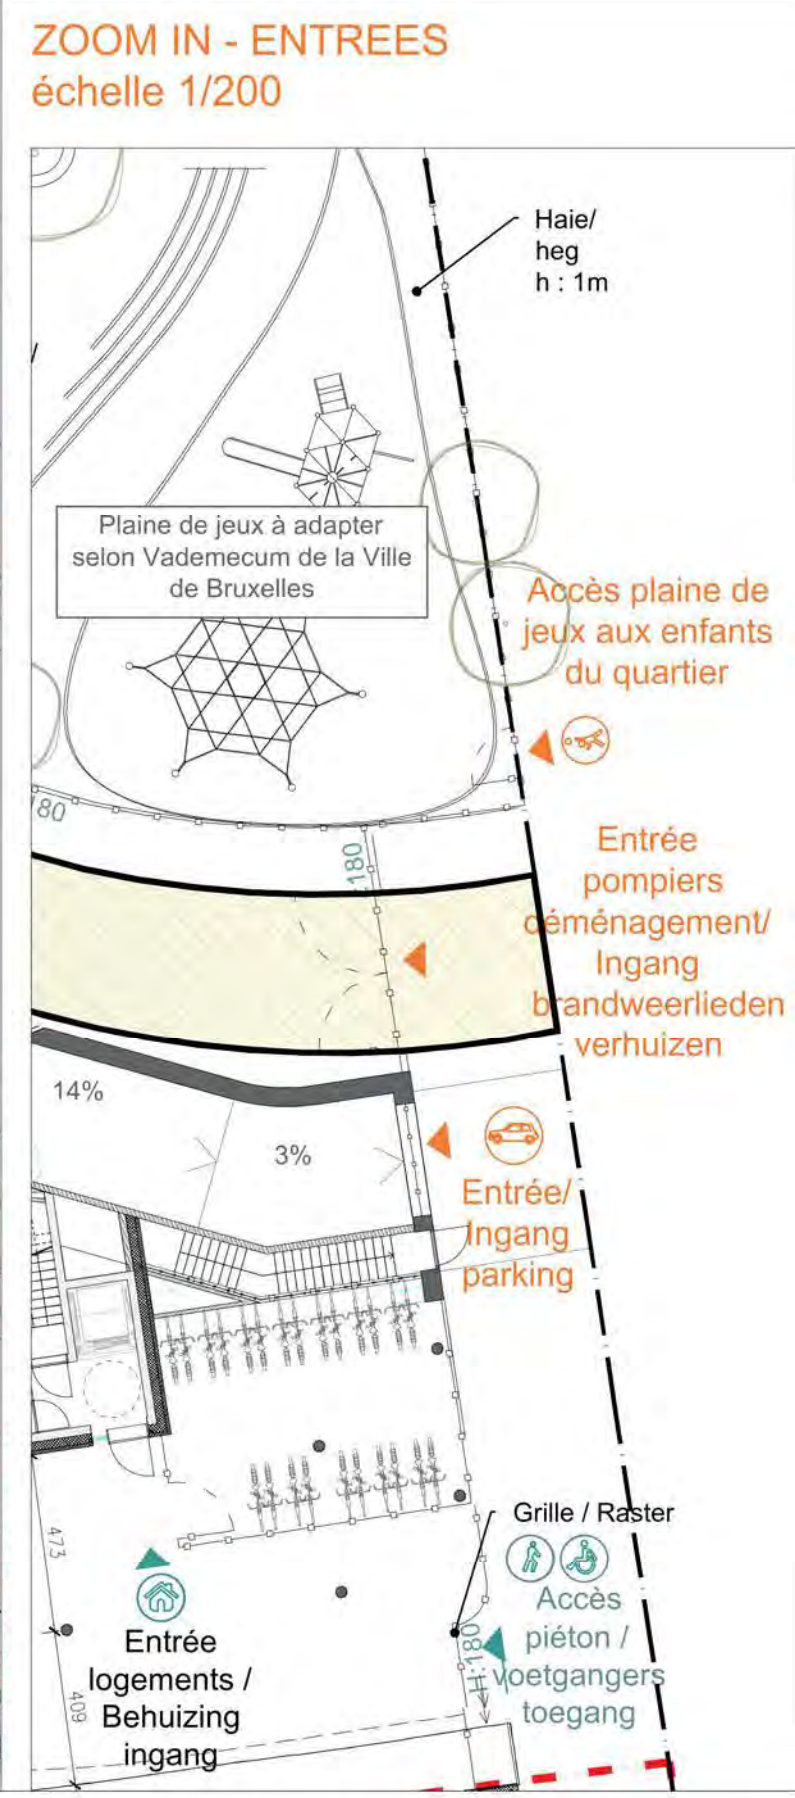 ZOOM IN - ENTREES
échelle 1/200
Haie/
heg
h : 1m
Plaine de jeux à adapter
selon Vademecum de la Ville
de Bruxelles
Accès plaine de
jeux aux enfants
du quartier
180
:180
Entrée
pompiers
déménagement/
Ingang
brandweerlieden
verhuizen
14%
3%
Entrée/
Ingang
parking
Grille / Raster
473
Accès
piéton /
voetgangers
toegang
H:180
Entrée
logements /
Behuizing
ingang
409